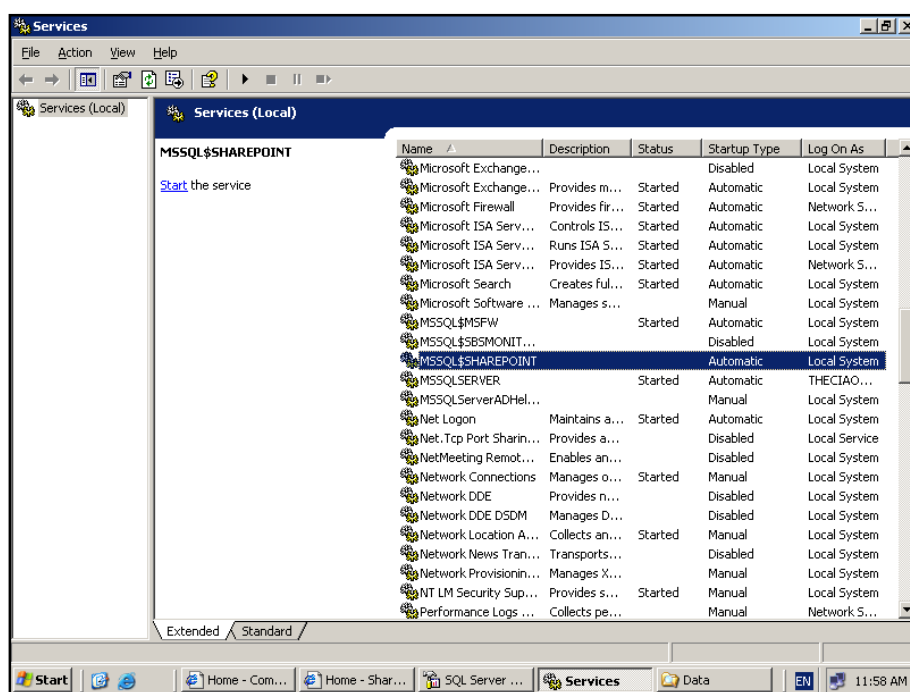 Services
File Action View Help
Services (Local)
Services (Local)
MSSQL$SHAREPOINT
Start the service
Name Description Status Startup Type Log On As
Microsoft Exchange... Disabled Local System
Microsoft Exchange... Provides m... Started Automatic Local System
Microsoft Firewall Provides fir... Started Automatic Network S...
Microsoft ISA Serv... Controls IS... Started Automatic Local System
Microsoft ISA Serv... Runs ISA S... Started Automatic Local System
Microsoft ISA Serv... Provides IS... Started Automatic Network S...
Microsoft Search Creates ful... Started Automatic Local System
Microsoft Software ... Manages s... Manual Local System
MSSQL$MSFW Started Automatic Local System
MSSQL$SBSMONIT... Disabled Local System
MSSQL$SHAREPOINT Automatic Local System
MSSQLSERVER Started Automatic THECIAO...
MSSQLServerADHel... Manual Local System
Net Logon Maintains a... Started Automatic Local System
Net.Tcp Port Sharin... Provides a... Disabled Local Service
NetMeeting Remot... Enables an... Disabled Local System
Network Connections Manages o... Started Manual Local System
Network DDE Provides n... Disabled Local System
Network DDE DSDM Manages D... Disabled Local System
Network Location A... Collects an... Started Manual Local System
Network News Tran... Transports... Disabled Local System
Network Provisionin... Manages X... Manual Local System
NT LM Security Sup... Provides s... Started Manual Local System
Performance Logs ... Collects pe... Manual Network S...
Extended Standard
Start Home - Com... Home - Shar... SQL Server ... Services Data EN 11:58 AM